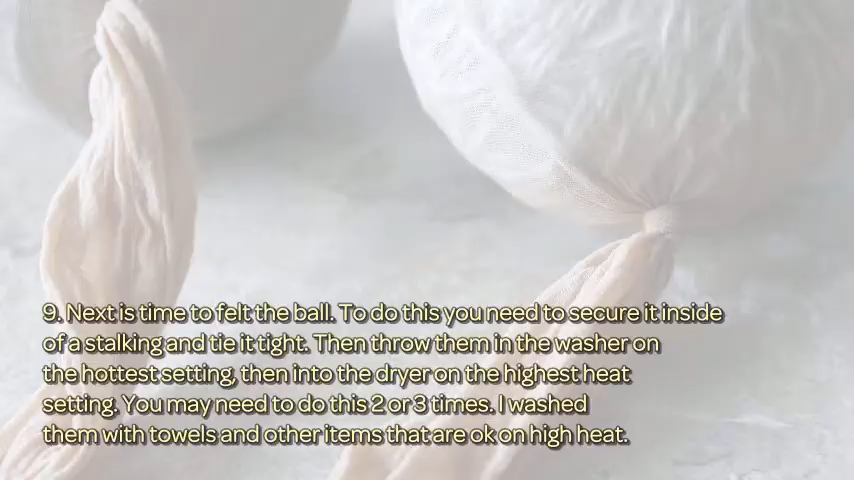 9. Next is time to felt the ball. To do this you need to secure it inside
of a stalking and tie it tight. Then throw them in the washer on
the hottest setting, then into the dryer on the highest heat
setting. You may need to do this 2 or 3 times. I washed
them with towels and other items that are ok on high heat.